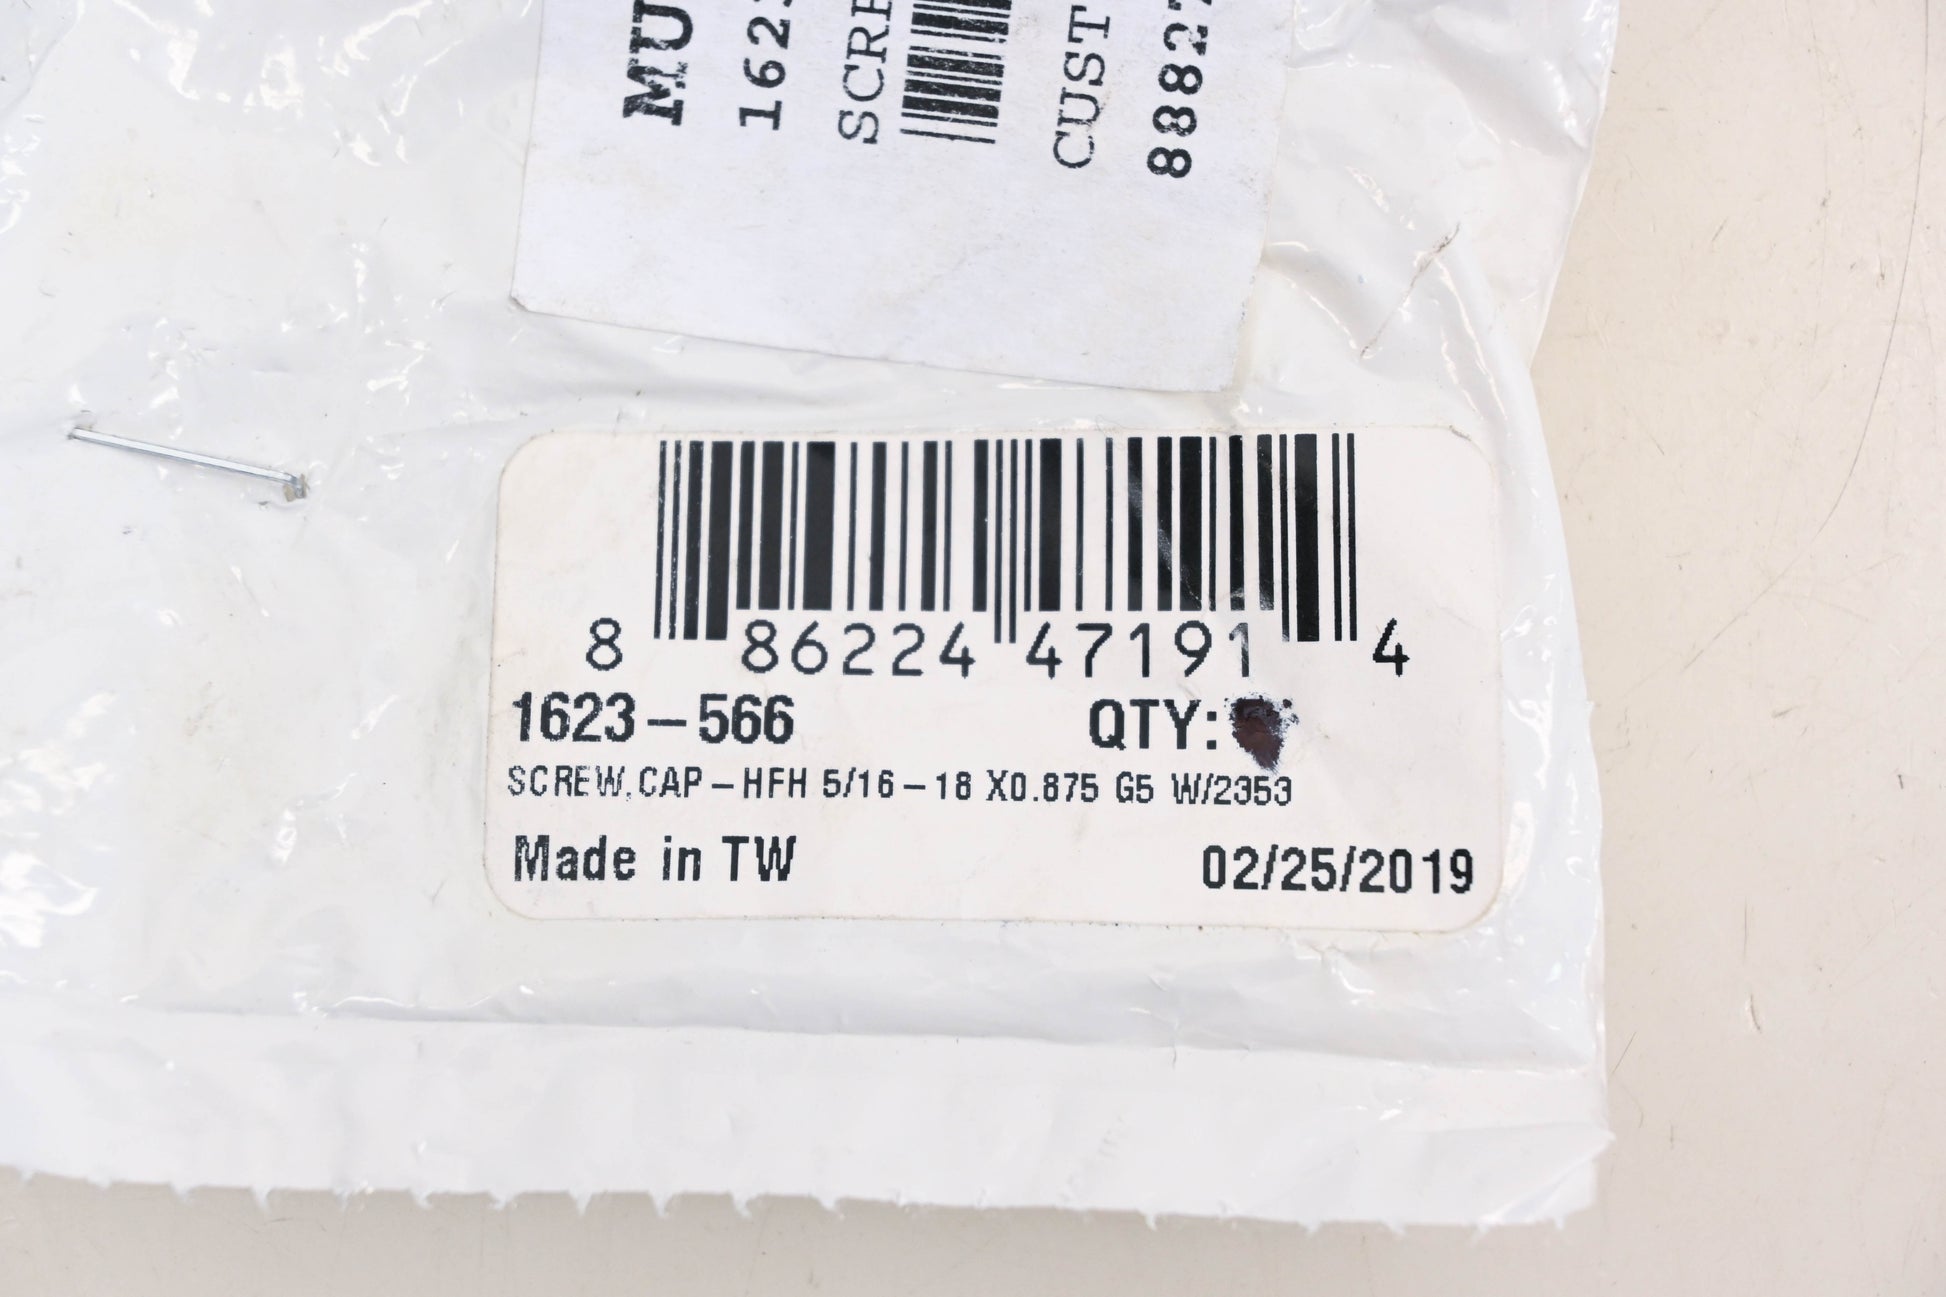 MU
1623
SCRE
CUST
8882
8 86224 47191 4
1623-566 QTY:
SCREW,CAP-HFH 5/16-18 X0.875 G5 W/2353
Made in TW 02/25/2019